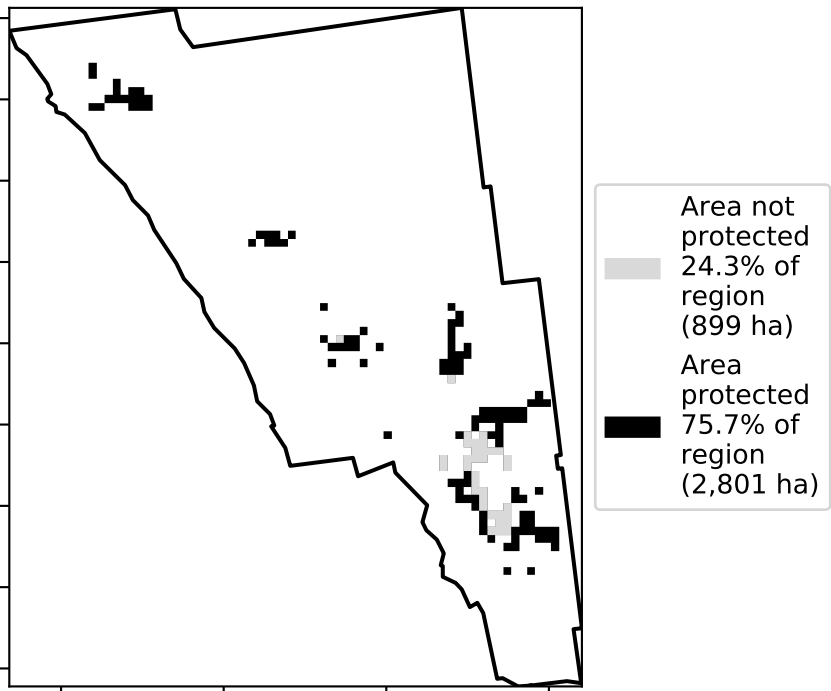 Area not
protected
24.3% of
region
(899 ha)
Area
protected
75.7% of
region
(2,801 ha)